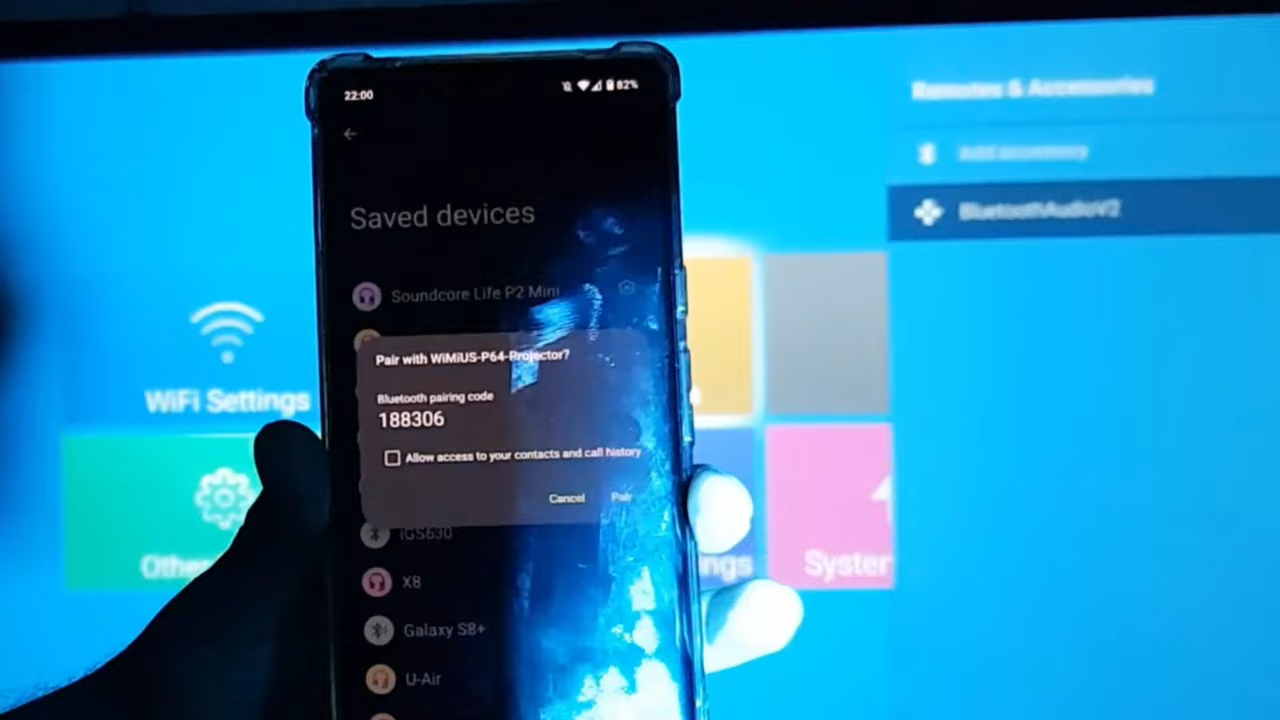 22:00
82%
Saved devices
Soundcore Life P2 Mini
Pair with WiMiUS-P64-Projector?
Bluetooth pairing code
188306
Allow access to your contacts and call history
Cancel
Pair
iGS630
X8
Galaxy S8+
U-Air
Remotes & Accessories
Add accessory
BluetoothAudioV2
WiFi Settings
Other
ngs
System